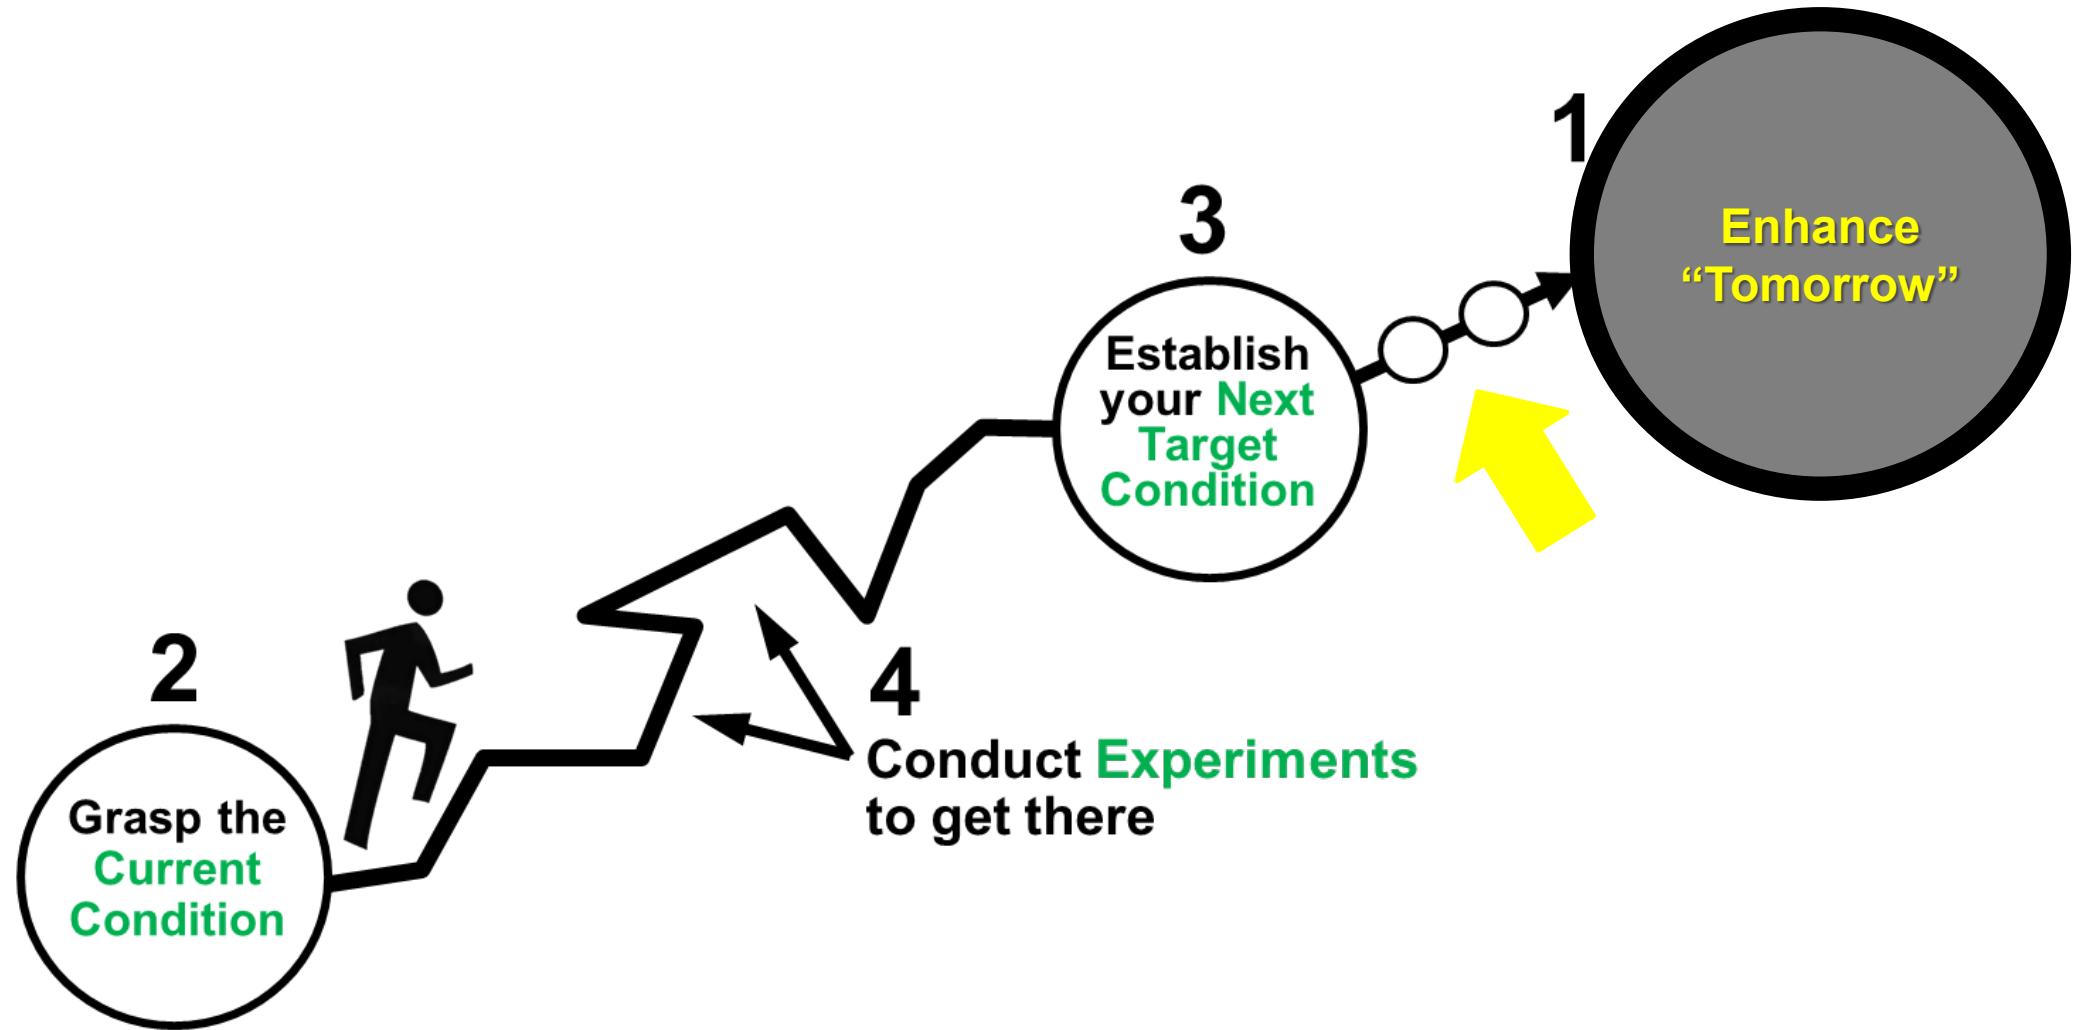 1
Enhance
“Tomorrow”
3
Establish
your Next
Target
Condition
2
Grasp the
Current
Condition
4
Conduct Experiments
to get there